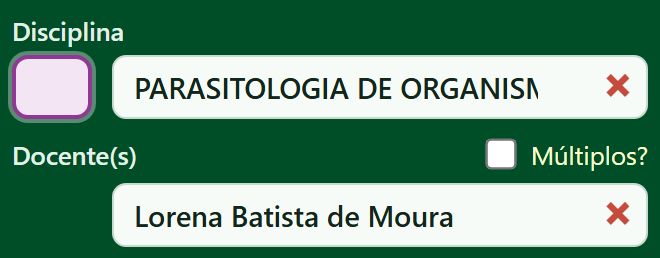 Disciplina
PARASITOLOGIA DE ORGANISM
Docente(s)
Múltiplos?
Lorena Batista de Moura